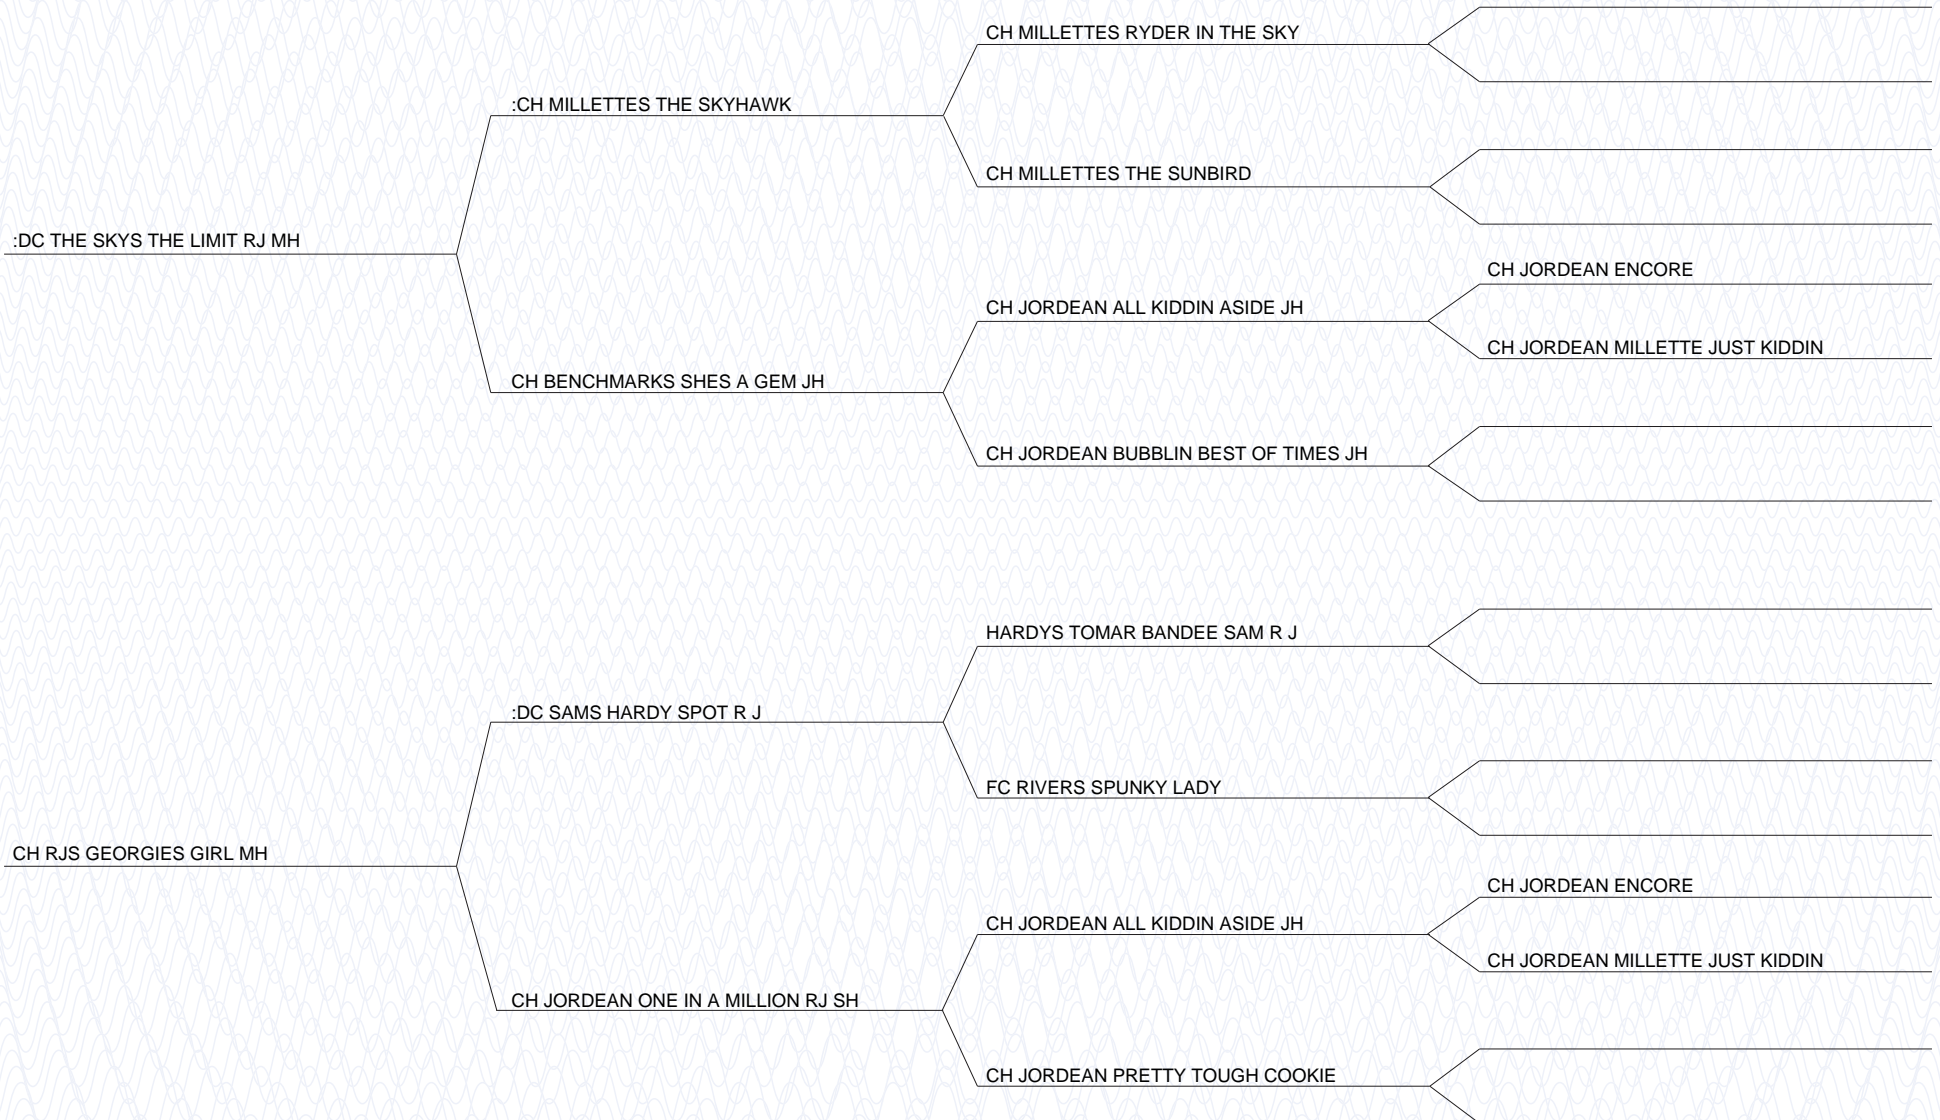 CH MILLETTES RYDER IN THE SKY
:CH MILLETTES THE SKYHAWK
CH MILLETTES THE SUNBIRD
:DC THE SKYS THE LIMIT RJ MH
CH JORDEAN ENCORE
CH JORDEAN ALL KIDDIN ASIDE JH
CH JORDEAN MILLETTE JUST KIDDIN
CH BENCHMARKS SHES A GEM JH
CH JORDEAN BUBBLIN BEST OF TIMES JH
HARDYS TOMAR BANDEE SAM R J
:DC SAMS HARDY SPOT R J
FC RIVERS SPUNKY LADY
CH RJS GEORGIES GIRL MH
CH JORDEAN ENCORE
CH JORDEAN ALL KIDDIN ASIDE JH
CH JORDEAN MILLETTE JUST KIDDIN
CH JORDEAN ONE IN A MILLION RJ SH
CH JORDEAN PRETTY TOUGH COOKIE